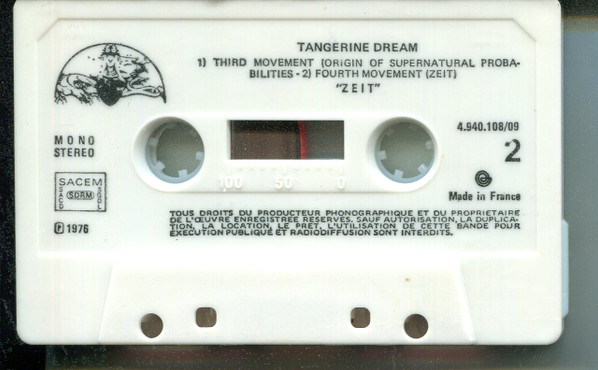 TANGERINE DREAM
1) THIRD MOVEMENT (ORIGIN OF SUPERNATURAL PROBA-
BILITIES - 2) FOURTH MOVEMENT (ZEIT)
"ZEIT"
MONO
STEREO
4.940.108/09
2
SACEM
SACD SDRM SGDL
Made in France
℗ 1976
100 50 0
TOUS DROITS DU PRODUCTEUR PHONOGRAPHIQUE ET DU PROPRIETAIRE
DE L'ŒUVRE ENREGISTREE RESERVES. SAUF AUTORISATION, LA DUPLICA-
TION, LA LOCATION, LE PRET, L'UTILISATION DE CETTE BANDE POUR
EXECUTION PUBLIQUE ET RADIODIFFUSION SONT INTERDITS.